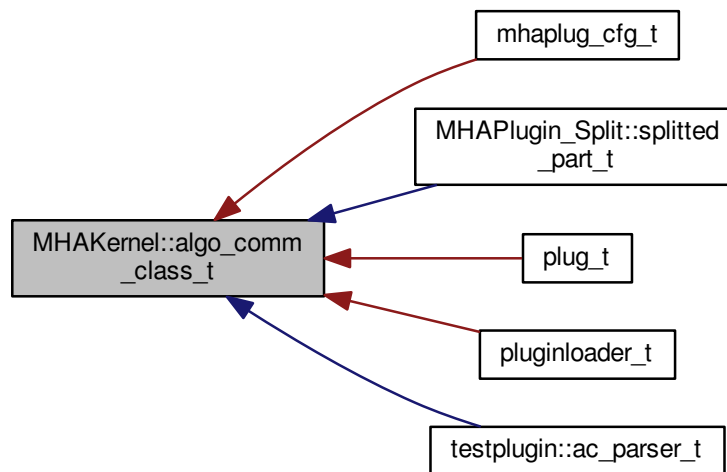 mhaplug_cfg_t
MHAPlugin_Split::splitted
_part_t
MHAKernel::algo_comm
_class_t
plug_t
pluginloader_t
testplugin::ac_parser_t